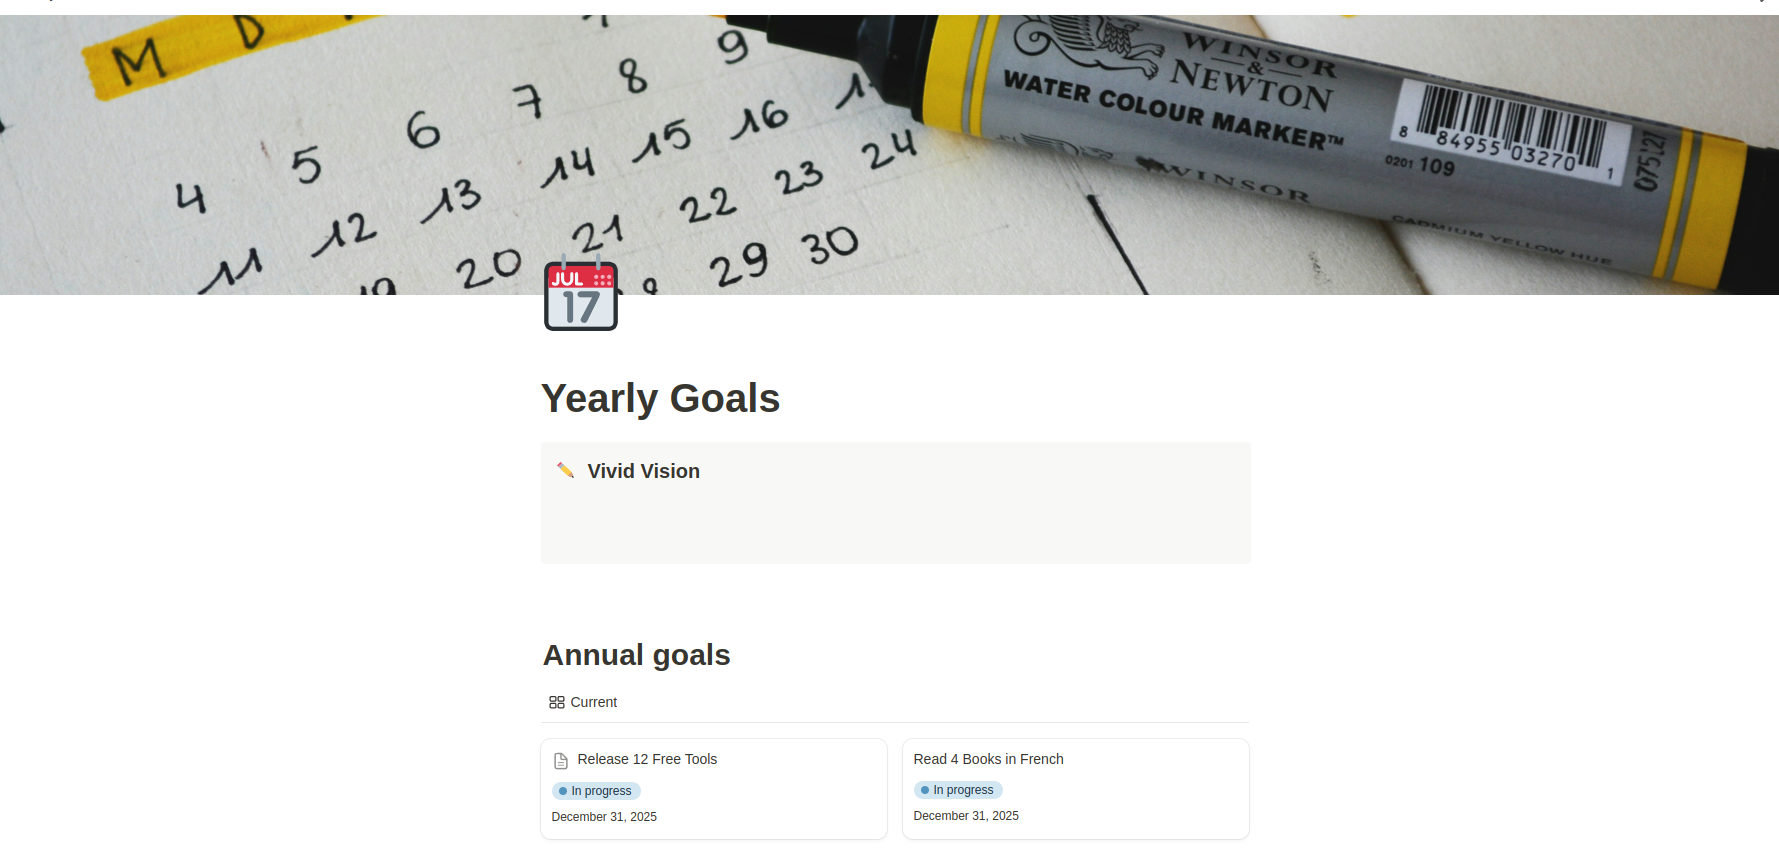 M D
7
4 5 6 7 8 9
11 12 13 14 15 16
20 21 22 23 24
29 30
WINSOR
&
NEWTON
WATER COLOUR MARKER™
8 84955 03270 1
0201 109
075127
WINSOR
CADMIUM YELLOW HUE
JUL
17
Yearly Goals
Vivid Vision
Annual goals
Current
Release 12 Free Tools
In progress
December 31, 2025
Read 4 Books in French
In progress
December 31, 2025